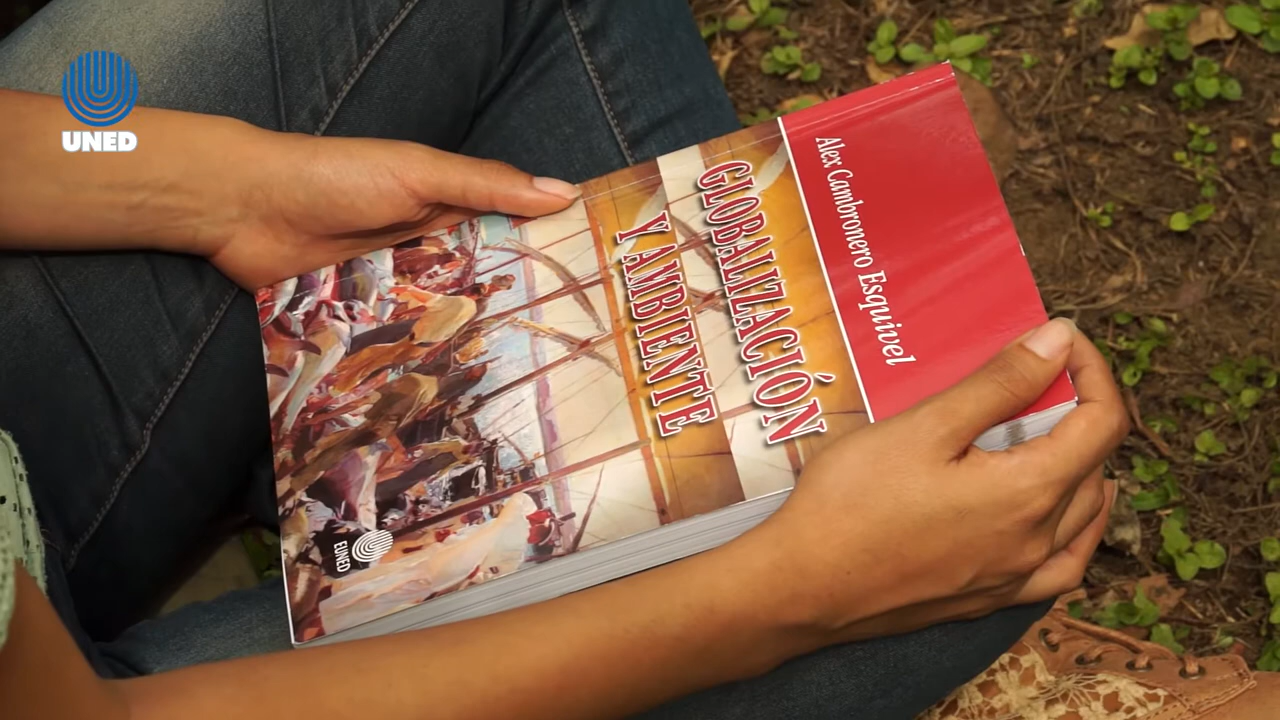 UNED
Alex Cambronero Esquivel
GLOBALIZACIÓN
Y AMBIENTE
EUNED